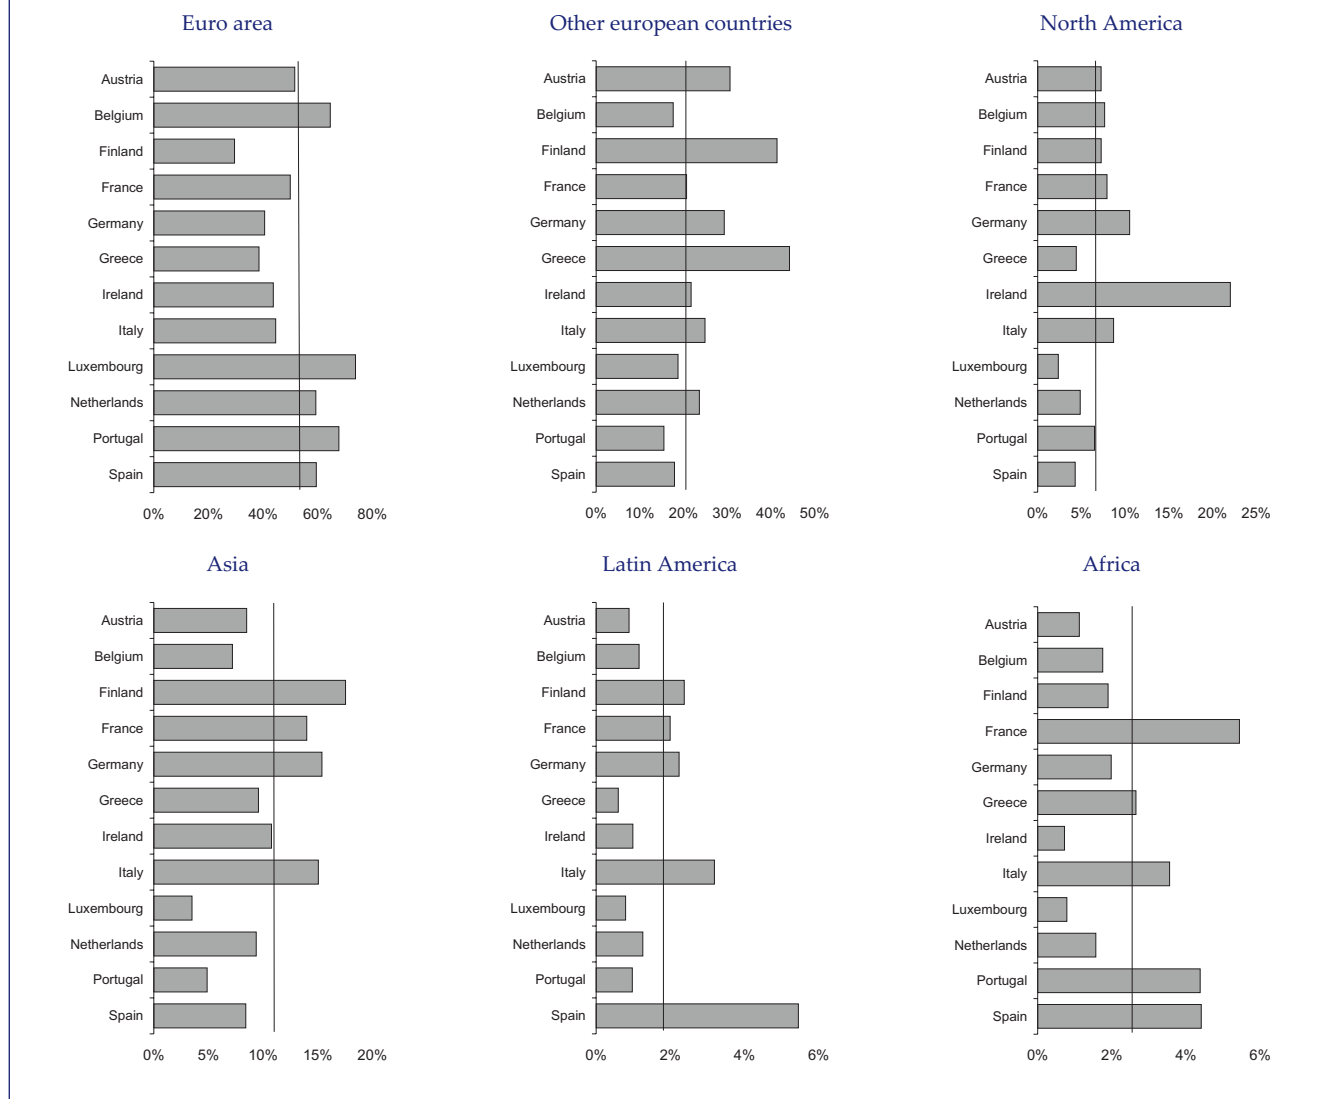 Euro area
Austria
Belgium
Finland
France
Germany
Greece
Ireland
Italy
Luxembourg
Netherlands
Portugal
Spain
0% 20% 40% 60% 80%
Other european countries
Austria
Belgium
Finland
France
Germany
Greece
Ireland
Italy
Luxembourg
Netherlands
Portugal
Spain
0% 10% 20% 30% 40% 50%
North America
Austria
Belgium
Finland
France
Germany
Greece
Ireland
Italy
Luxembourg
Netherlands
Portugal
Spain
0% 5% 10% 15% 20% 25%
Asia
Austria
Belgium
Finland
France
Germany
Greece
Ireland
Italy
Luxembourg
Netherlands
Portugal
Spain
0% 5% 10% 15% 20%
Latin America
Austria
Belgium
Finland
France
Germany
Greece
Ireland
Italy
Luxembourg
Netherlands
Portugal
Spain
0% 2% 4% 6%
Africa
Austria
Belgium
Finland
France
Germany
Greece
Ireland
Italy
Luxembourg
Netherlands
Portugal
Spain
0% 2% 4% 6%